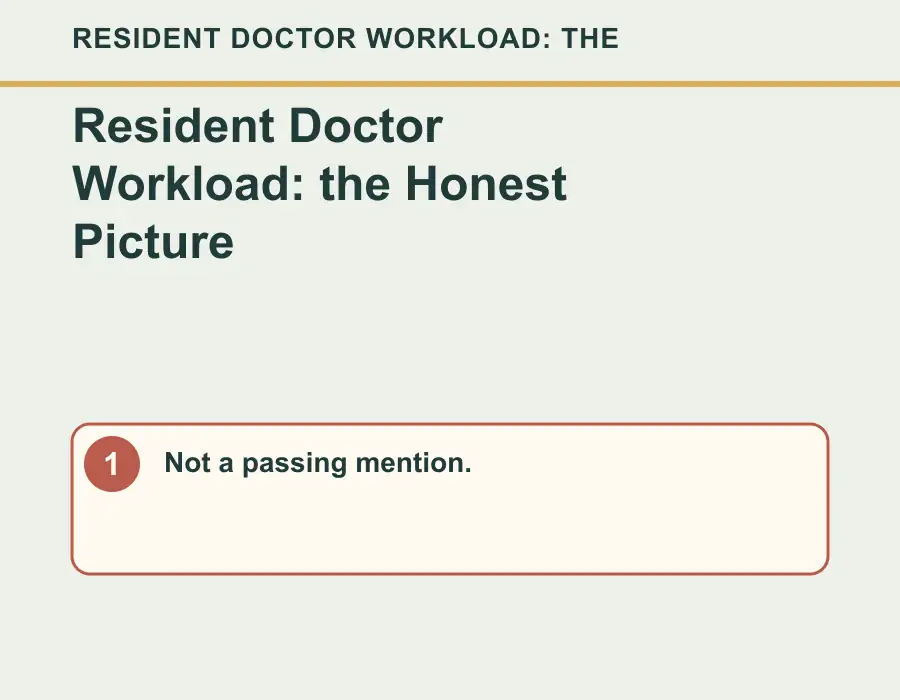 RESIDENT DOCTOR WORKLOAD: THE
Resident Doctor
Workload: the Honest
Picture
1
Not a passing mention.